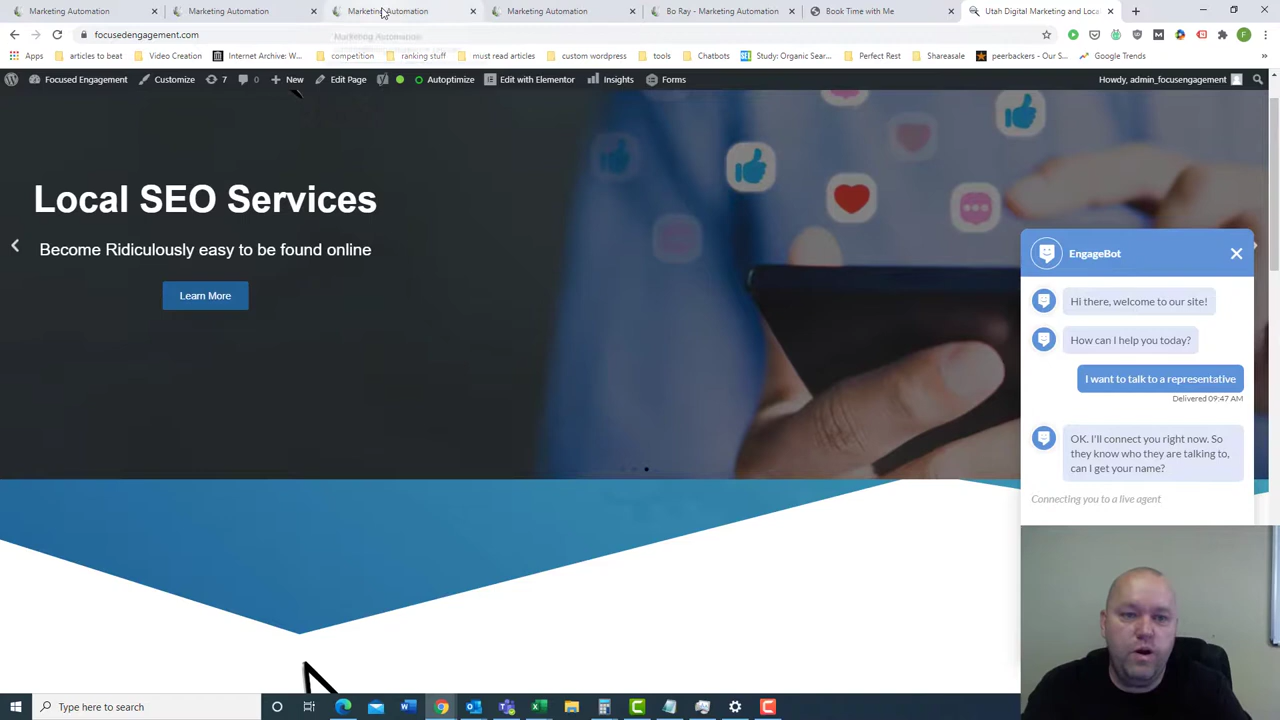 Marketing Automation
Marketing Automation
Marketing Automation
Marketing Automation
Bo Ray - Marketing Automation
Book Time with Me
Utah Digital Marketing and Loca
focusedengagement.com
F
Apps
articles to beat
Video Creation
Internet Archive: W...
competition
ranking stuff
must read articles
custom wordpress
tools
Chatbots
Study: Organic Sear...
Perfect Rest
Shareasale
peerbackers - Our S...
Google Trends
Focused Engagement
Customize
7
0
New
Edit Page
Autoptimize
Edit with Elementor
Insights
Forms
Howdy, admin_focusengagement
Local SEO Services
Become Ridiculously easy to be found online
Learn More
EngageBot
Hi there, welcome to our site!
How can I help you today?
I want to talk to a representative
Delivered 09:47 AM
OK. I'll connect you right now. So
they know who they are talking to,
can I get your name?
Connecting you to a live agent
Type here to search